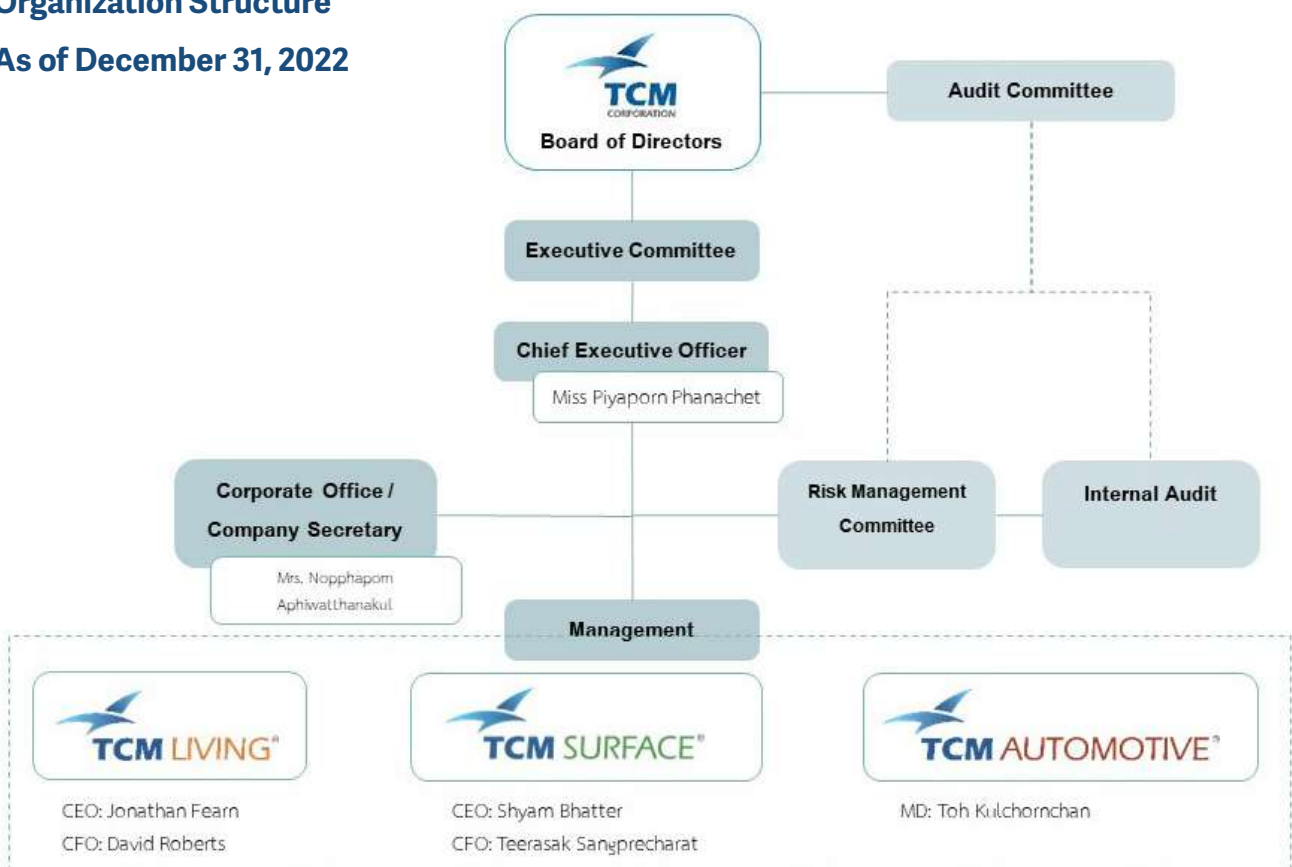 Organization Structure
As of December 31, 2022
TCM
CORPORATION
Board of Directors
Audit Committee
Executive Committee
Chief Executive Officer
Miss Piyaporn Phanachet
Corporate Office /
Company Secretary
Mrs. Nopphaporn
Aphiwatthanakul
Risk Management
Committee
Internal Audit
Management
TCM LIVING®
CEO: Jonathan Fearn
CFO: David Roberts
TCM SURFACE®
CEO: Shyam Bhatter
CFO: Teerasak Sangprecharat
TCM AUTOMOTIVE®
MD: Toh Kulchornchan